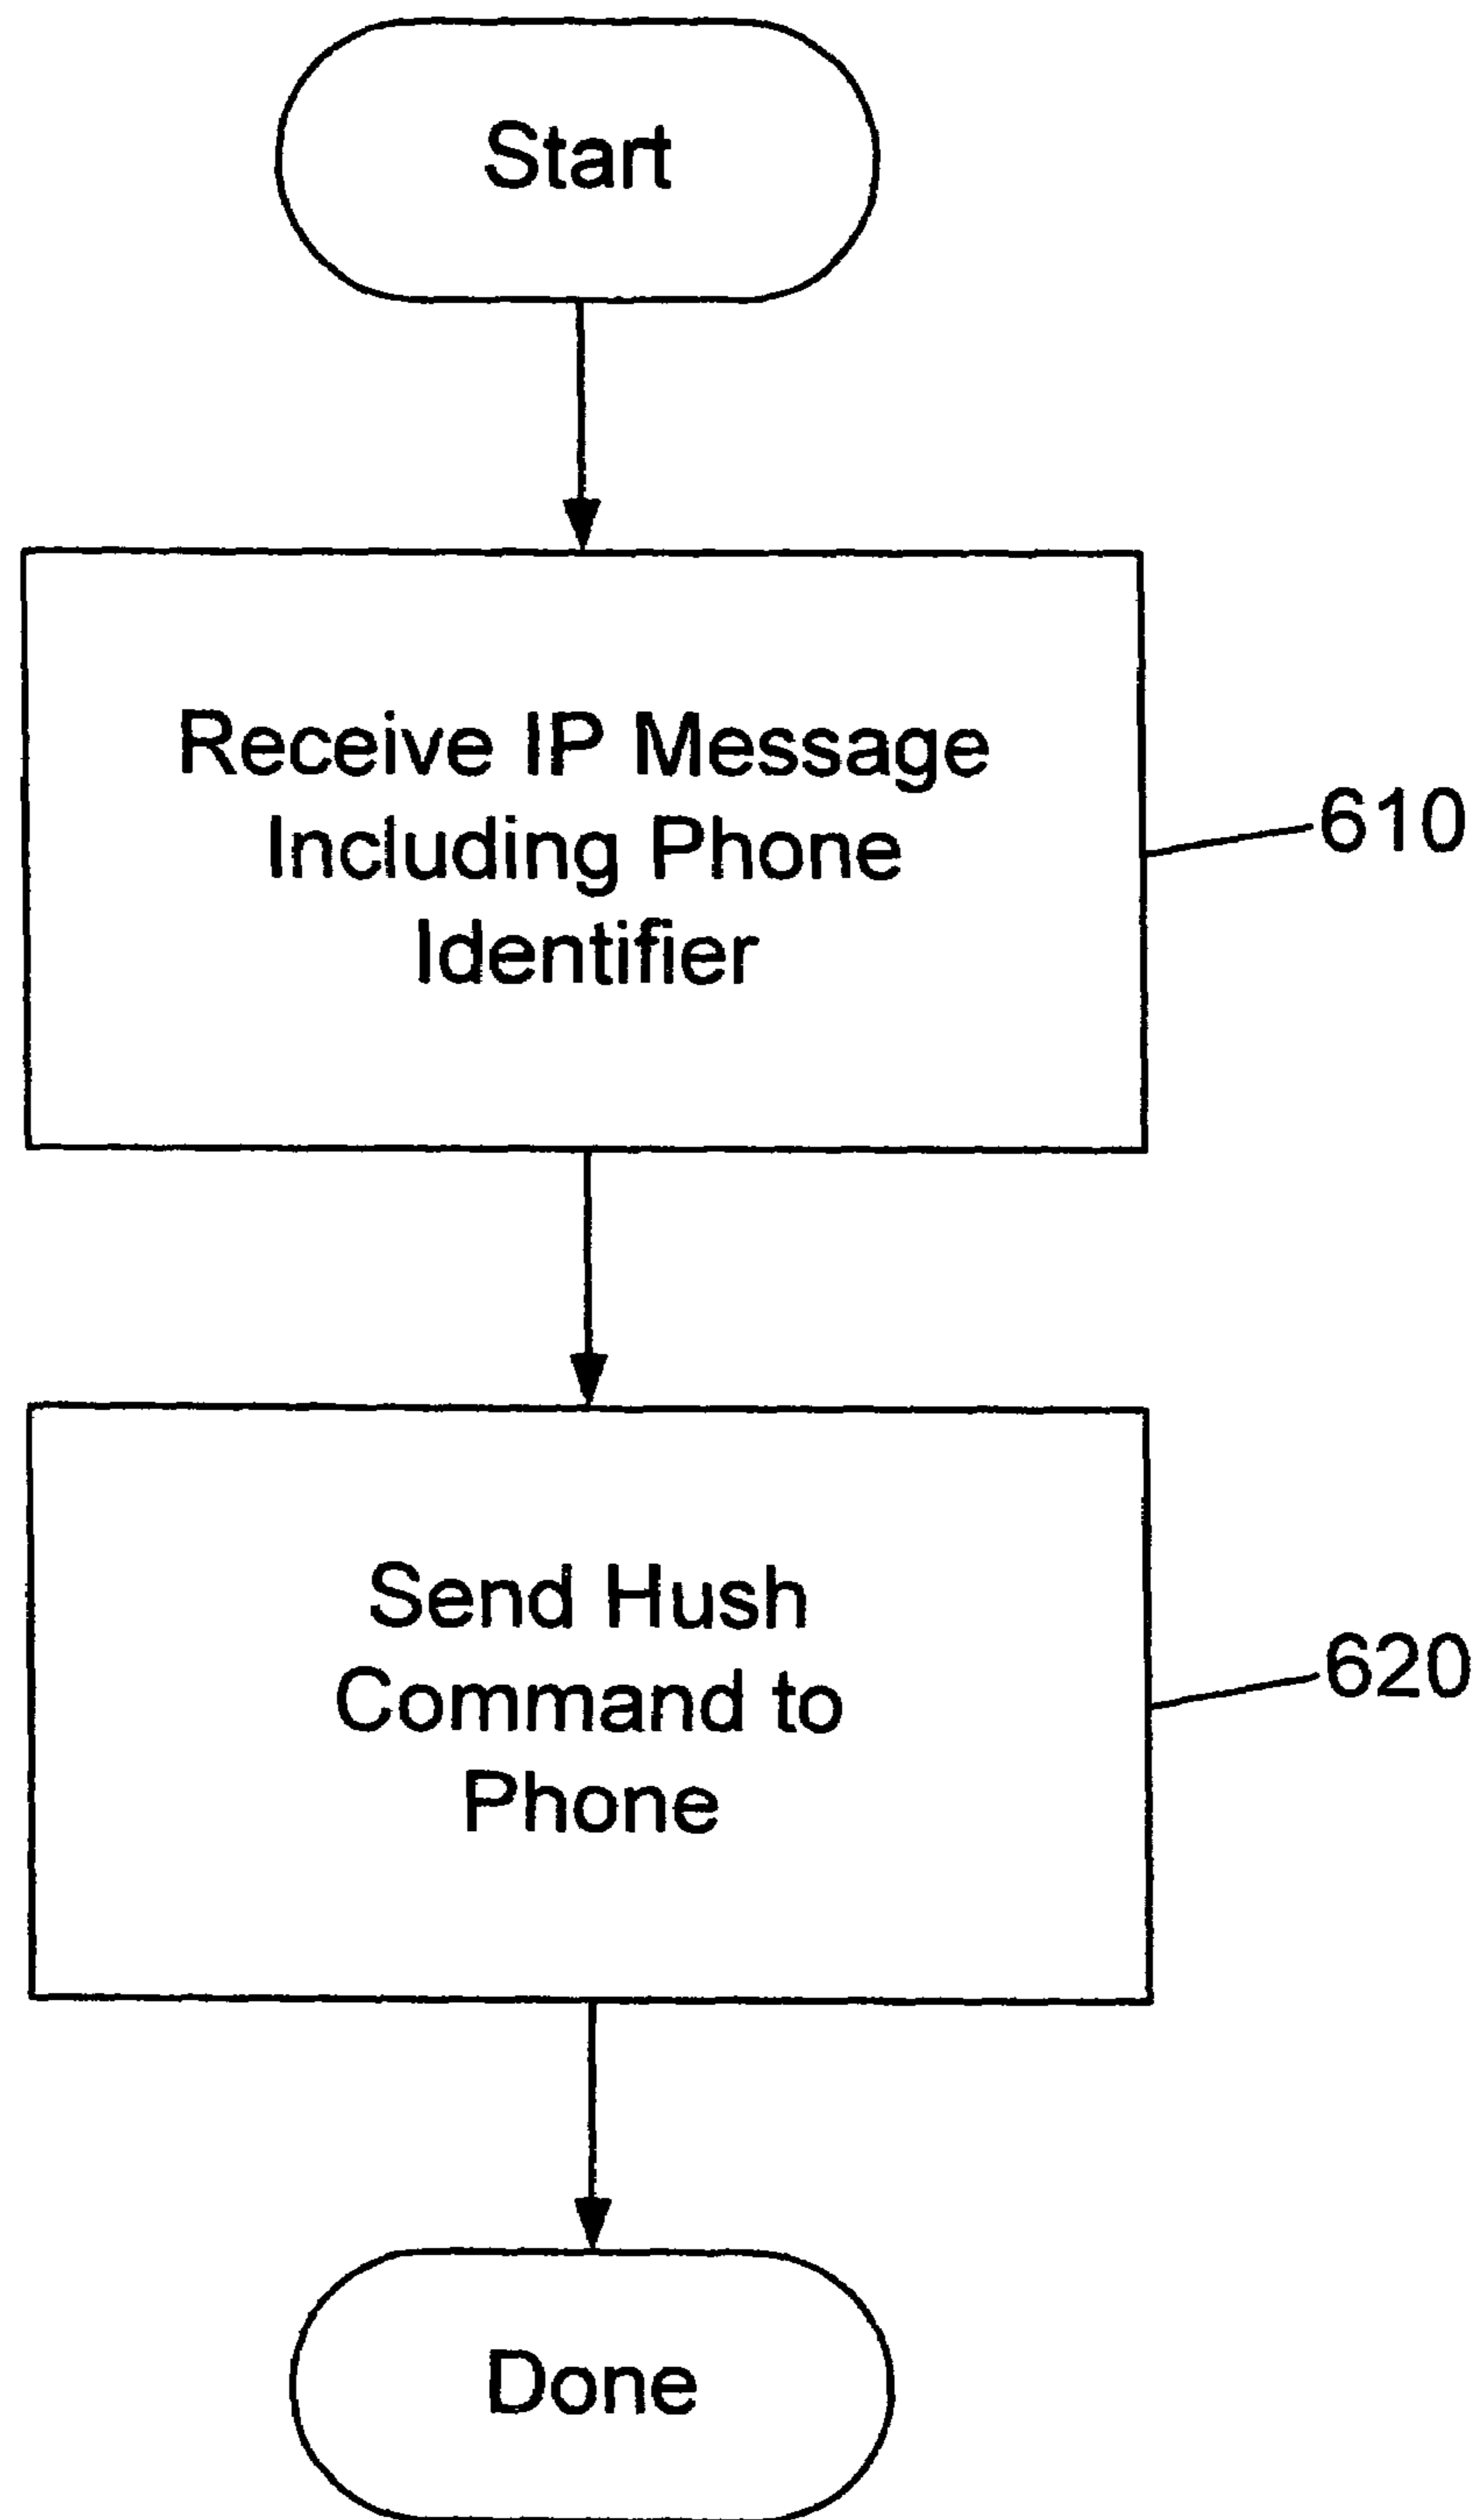 Start
Receive IP Message
Including Phone
Identifier
610
Send Hush
Command to
Phone
620
Done